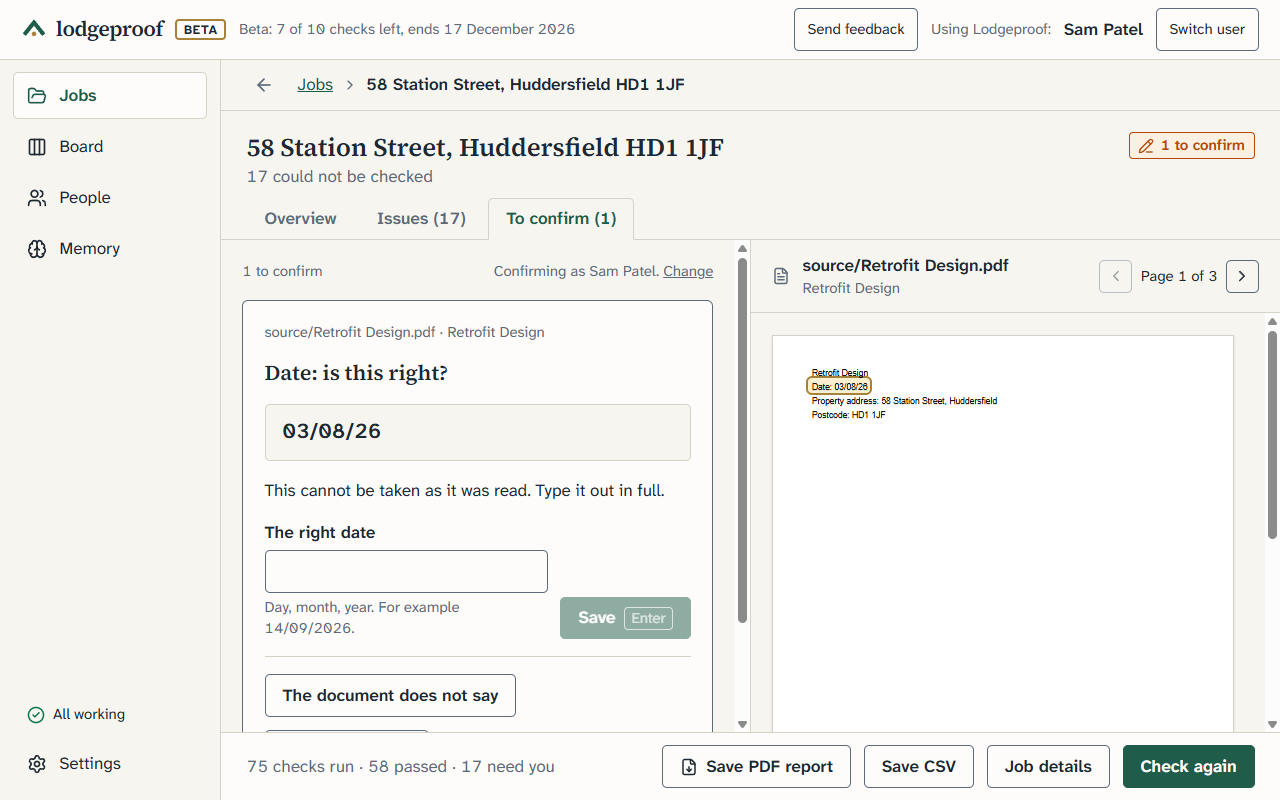 lodgeproof BETA Beta: 7 of 10 checks left, ends 17 December 2026 Send feedback Using Lodgeproof: Sam Patel Switch user
Jobs
Board
People
Memory
All working
Settings
Jobs > 58 Station Street, Huddersfield HD1 1JF
58 Station Street, Huddersfield HD1 1JF
1 to confirm
17 could not be checked
Overview Issues (17) To confirm (1)
1 to confirm Confirming as Sam Patel. Change
source/Retrofit Design.pdf · Retrofit Design
Date: is this right?
03/08/26
This cannot be taken as it was read. Type it out in full.
The right date
Day, month, year. For example
14/09/2026.
Save Enter
The document does not say
source/Retrofit Design.pdf
Retrofit Design
Page 1 of 3
Retrofit Design
Date: 03/08/26
Property address: 58 Station Street, Huddersfield
Postcode: HD1 1JF
75 checks run · 58 passed · 17 need you
Save PDF report Save CSV Job details Check again